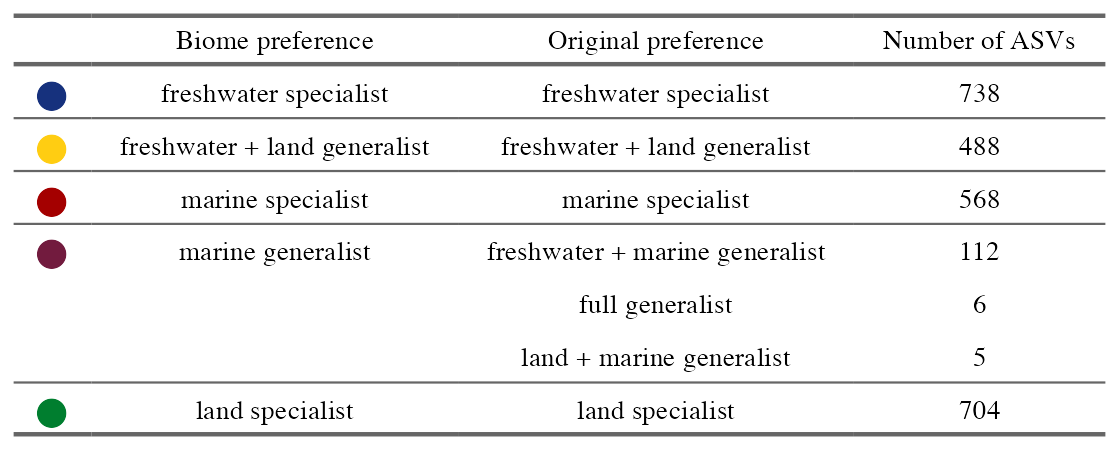 Biome preference Original preference Number of ASVs
freshwater specialist freshwater specialist 738
freshwater + land generalist freshwater + land generalist 488
marine specialist marine specialist 568
marine generalist freshwater + marine generalist 112
full generalist 6
land + marine generalist 5
land specialist land specialist 704